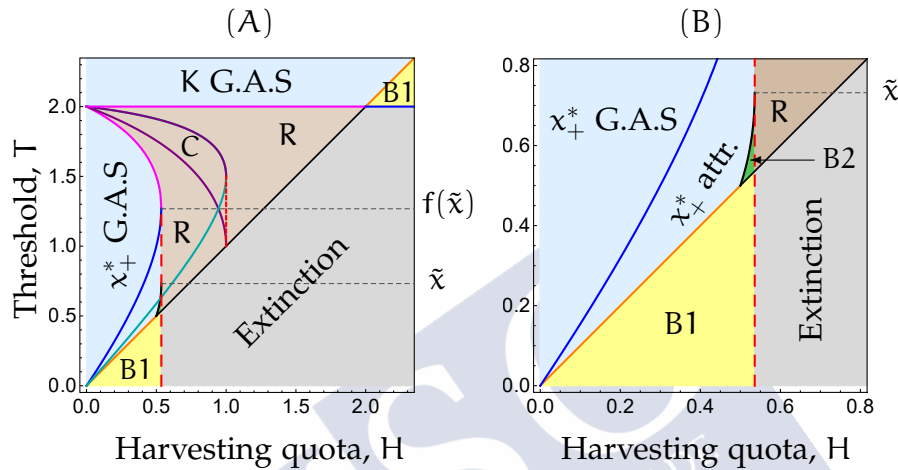 (A)
(B)
K G.A.S
B1
C
R
R
x*+ G.A.S
f(x̃)
x̃
Extinction
B1
Threshold, T
0.0
0.5
1.0
1.5
2.0
0.0
0.5
1.0
1.5
2.0
Harvesting quota, H
x*+ G.A.S
x*+ attr.
R
x̃
B2
B1
Extinction
0.0
0.2
0.4
0.6
0.8
0.0
0.2
0.4
0.6
0.8
Harvesting quota, H